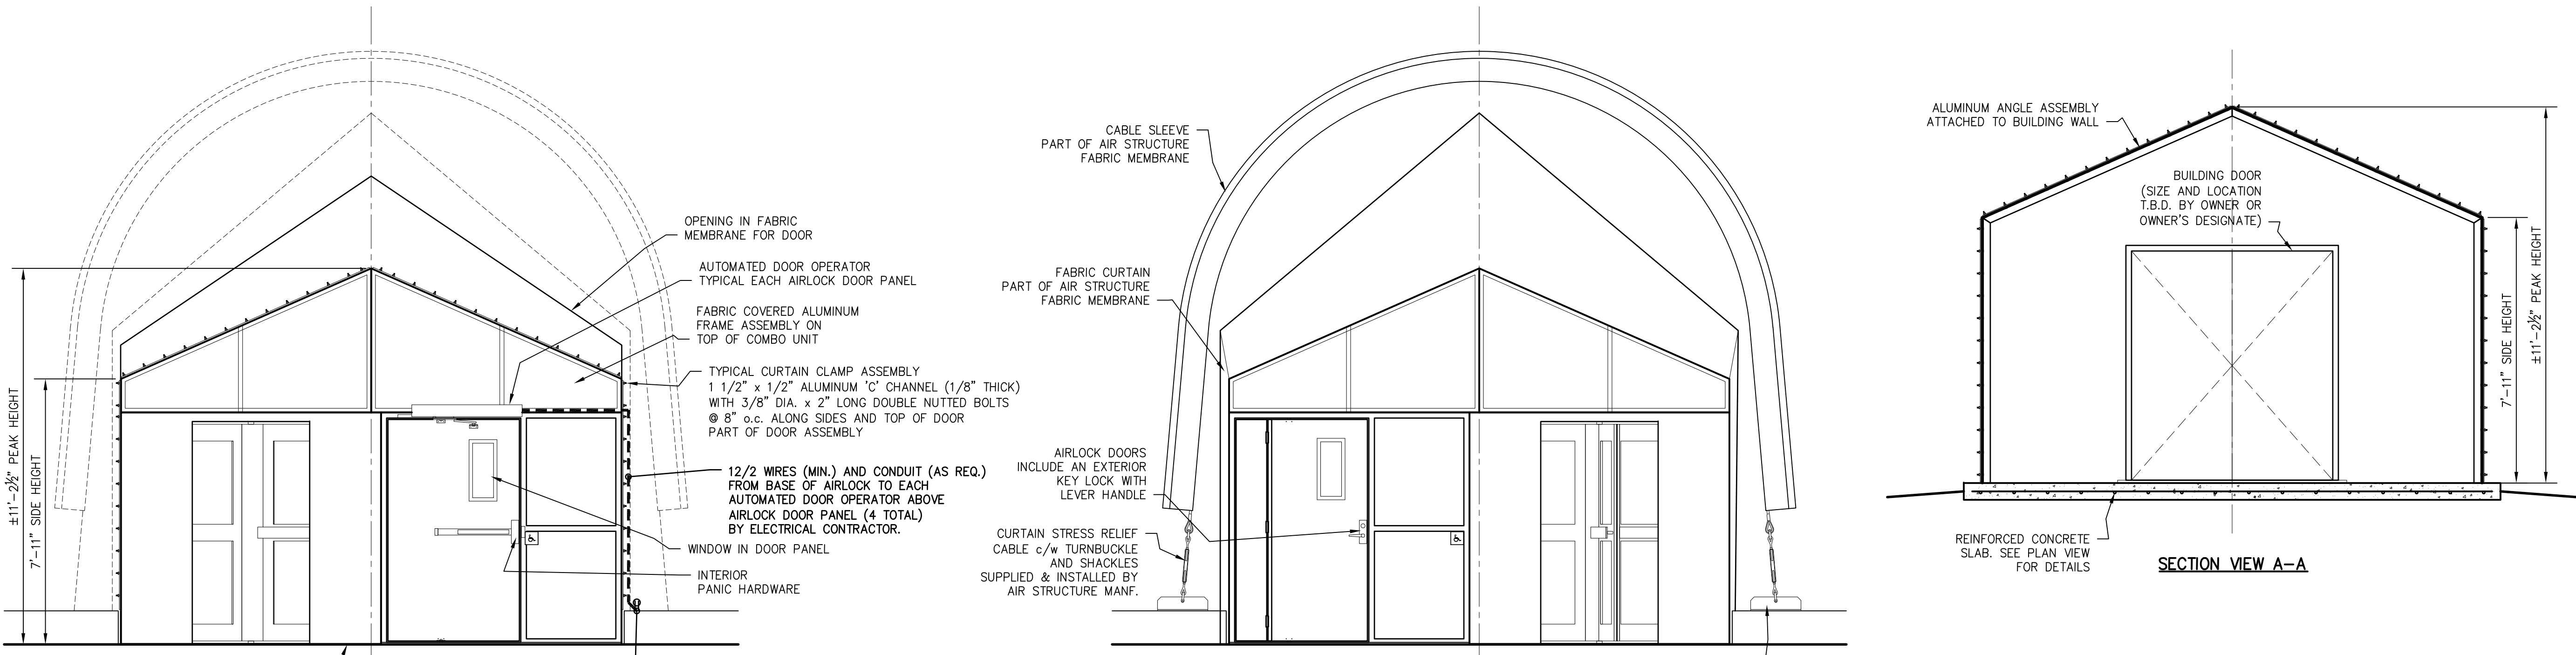 OPENING IN FABRIC
MEMBRANE FOR DOOR
AUTOMATED DOOR OPERATOR
TYPICAL EACH AIRLOCK DOOR PANEL
FABRIC COVERED ALUMINUM
FRAME ASSEMBLY ON
TOP OF COMBO UNIT
TYPICAL CURTAIN CLAMP ASSEMBLY
1 1/2" x 1/2" ALUMINUM 'C' CHANNEL (1/8" THICK)
WITH 3/8" DIA. x 2" LONG DOUBLE NUTTED BOLTS
@ 8" o.c. ALONG SIDES AND TOP OF DOOR
PART OF DOOR ASSEMBLY
12/2 WIRES (MIN.) AND CONDUIT (AS REQ.)
FROM BASE OF AIRLOCK TO EACH
AUTOMATED DOOR OPERATOR ABOVE
AIRLOCK DOOR PANEL (4 TOTAL)
BY ELECTRICAL CONTRACTOR.
WINDOW IN DOOR PANEL
INTERIOR
PANIC HARDWARE
±11'-2½" PEAK HEIGHT
7'-11" SIDE HEIGHT
CABLE SLEEVE
PART OF AIR STRUCTURE
FABRIC MEMBRANE
FABRIC CURTAIN
PART OF AIR STRUCTURE
FABRIC MEMBRANE
AIRLOCK DOORS
INCLUDE AN EXTERIOR
KEY LOCK WITH
LEVER HANDLE
CURTAIN STRESS RELIEF
CABLE c/w TURNBUCKLE
AND SHACKLES
SUPPLIED & INSTALLED BY
AIR STRUCTURE MANF.
ALUMINUM ANGLE ASSEMBLY
ATTACHED TO BUILDING WALL
BUILDING DOOR
(SIZE AND LOCATION
T.B.D. BY OWNER OR
OWNER'S DESIGNATE)
7'-11" SIDE HEIGHT
±11'-2½" PEAK HEIGHT
REINFORCED CONCRETE
SLAB. SEE PLAN VIEW
FOR DETAILS
SECTION VIEW A-A